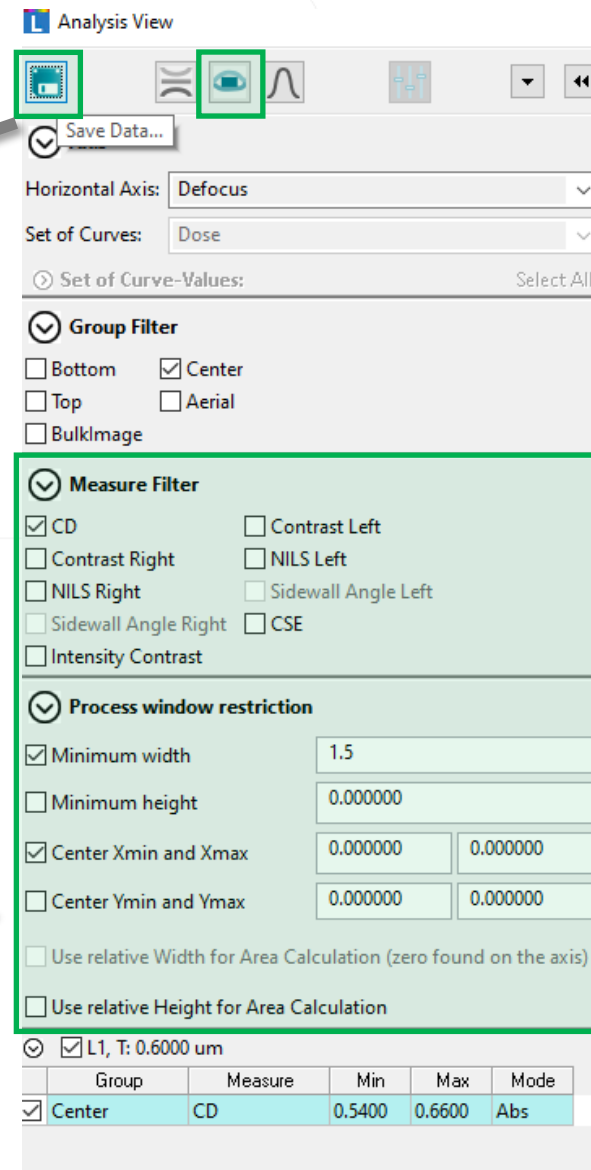 L Analysis View
Save Data...
Horizontal Axis: Defocus
Set of Curves: Dose
Set of Curve-Values: Select All
Group Filter
Bottom Center
Top Aerial
BulkImage
Measure Filter
CD Contrast Left
Contrast Right NILS Left
NILS Right Sidewall Angle Left
Sidewall Angle Right CSE
Intensity Contrast
Process window restriction
Minimum width 1.5
Minimum height 0.000000
Center Xmin and Xmax 0.000000 0.000000
Center Ymin and Ymax 0.000000 0.000000
Use relative Width for Area Calculation (zero found on the axis)
Use relative Height for Area Calculation
L1, T: 0.6000 um
Group Measure Min Max Mode
Center CD 0.5400 0.6600 Abs